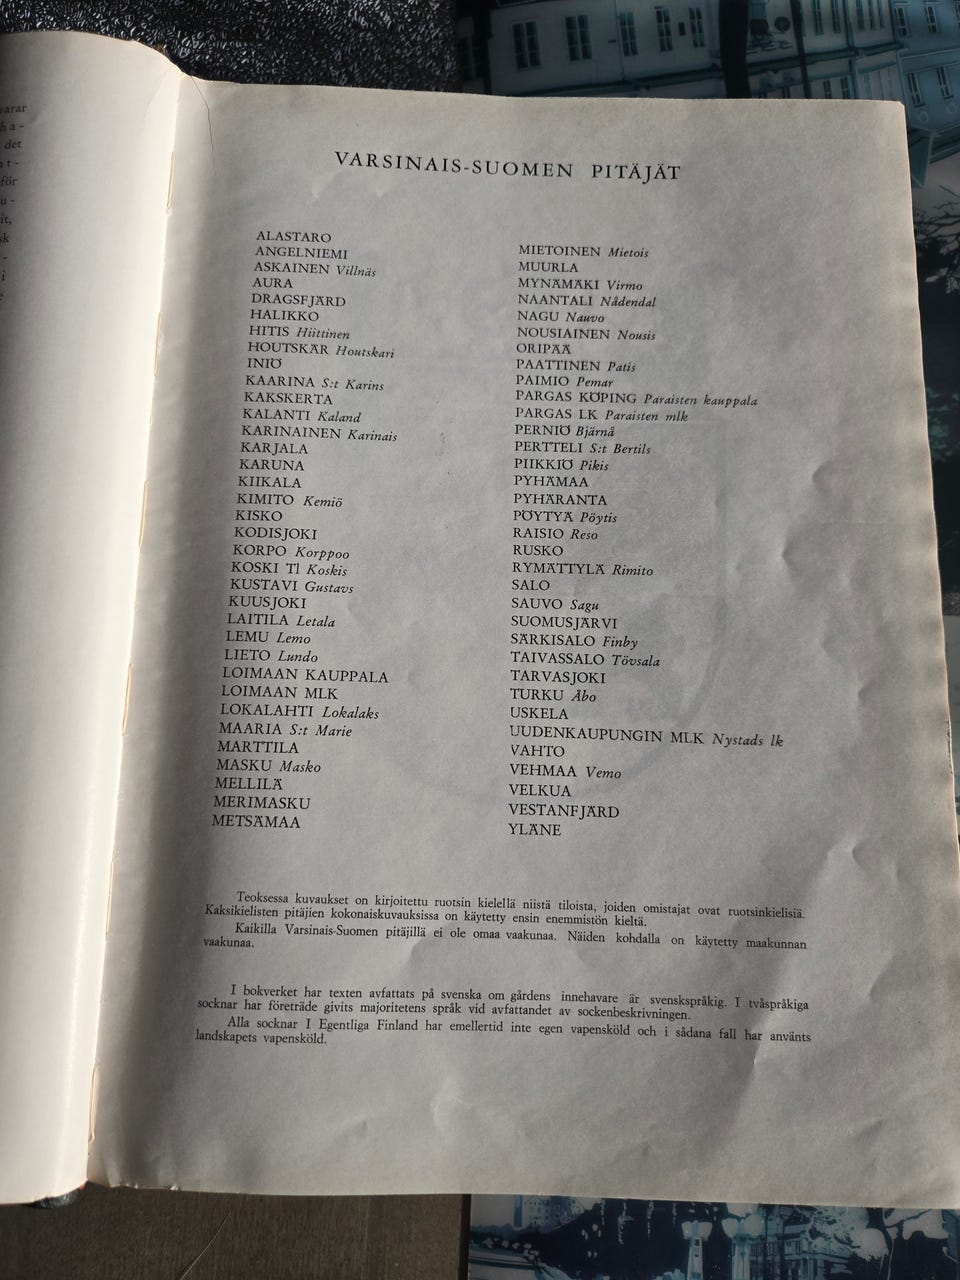 arar
ha-
det
t-
för
u-
it,
sk
-
i
VARSINAIS-SUOMEN PITÄJÄT
ALASTARO
ANGELNIEMI
ASKAINEN Villnäs
AURA
DRAGSFJÄRD
HALIKKO
HITIS Hiittinen
HOUTSKÄR Houtskari
INIÖ
KAARINA S:t Karins
KAKSKERTA
KALANTI Kaland
KARINAINEN Karinais
KARJALA
KARUNA
KIIKALA
KIMITO Kemiö
KISKO
KODISJOKI
KORPO Korppoo
KOSKI Tl Koskis
KUSTAVI Gustavs
KUUSJOKI
LAITILA Letala
LEMU Lemo
LIETO Lundo
LOIMAAN KAUPPALA
LOIMAAN MLK
LOKALAHTI Lokalaks
MAARIA S:t Marie
MARTTILA
MASKU Masko
MELLILÄ
MERIMASKU
METSÄMAA
MIETOINEN Mietois
MUURLA
MYNÄMÄKI Virmo
NAANTALI Nådendal
NAGU Nauvo
NOUSIAINEN Nousis
ORIPÄÄ
PAATTINEN Patis
PAIMIO Pemar
PARGAS KÖPING Paraisten kauppala
PARGAS LK Paraisten mlk
PERNIÖ Bjärnå
PERTTELI S:t Bertils
PIIKKIÖ Pikis
PYHÄMAA
PYHÄRANTA
PÖYTYÄ Pöytis
RAISIO Reso
RUSKO
RYMÄTTYLÄ Rimito
SALO
SAUVO Sagu
SUOMUSJÄRVI
SÄRKISALO Finby
TAIVASSALO Tövsala
TARVASJOKI
TURKU Åbo
USKELA
UUDENKAUPUNGIN MLK Nystads lk
VAHTO
VEHMAA Vemo
VELKUA
VESTANFJÄRD
YLÄNE
Teoksessa kuvaukset on kirjoitettu ruotsin kielellä niistä tiloista, joiden omistajat ovat ruotsinkielisiä.
Kaksikielisten pitäjien kokonaiskuvauksissa on käytetty ensin enemmistön kieltä.
Kaikilla Varsinais-Suomen pitäjillä ei ole omaa vaakunaa. Näiden kohdalla on käytetty maakunnan
vaakunaa.
I bokverket har texten avfattats på svenska om gårdens innehavare är svenskspråkig. I tvåspråkiga
socknar har företräde givits majoritetens språk vid avfattandet av sockenbeskrivningen.
Alla socknar I Egentliga Finland har emellertid inte egen vapensköld och i sådana fall har använts
landskapets vapensköld.